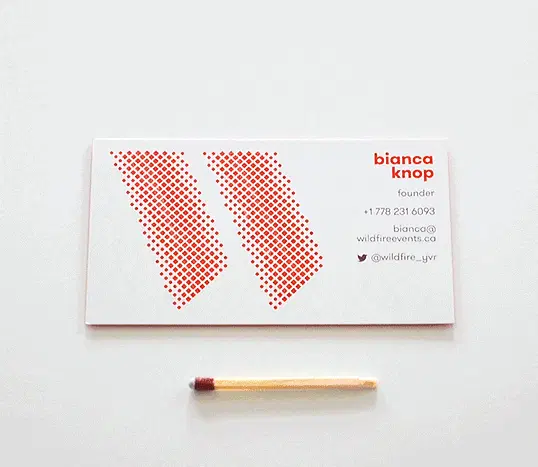 bianca
knop
founder
+1 778 231 6093
bianca@
wildfireevents.ca
@wildfire_yvr